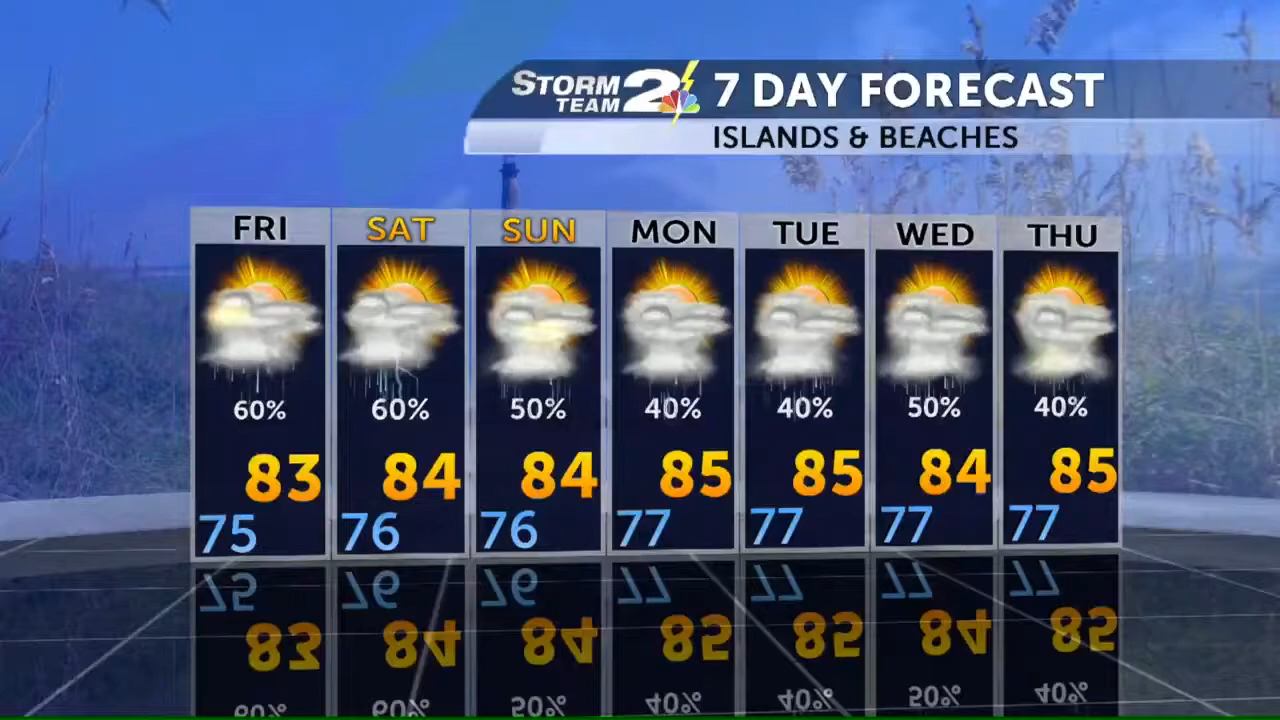 STORM TEAM 2 7 DAY FORECAST
ISLANDS & BEACHES
FRI SAT SUN MON TUE WED THU
60% 60% 50% 40% 40% 50% 40%
83 84 84 85 85 84 85
75 76 76 77 77 77 77